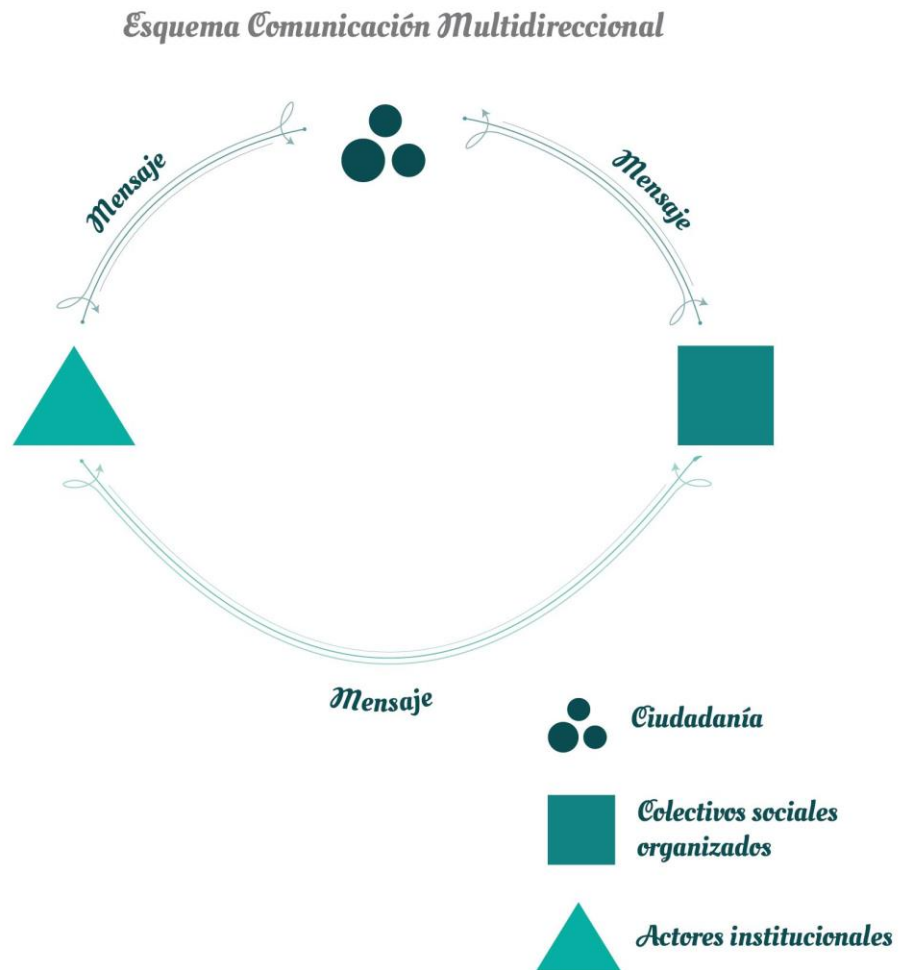 Esquema Comunicación Multidireccional
Mensaje
Mensaje
Mensaje
Ciudadanía
Colectivos sociales
organizados
Actores institucionales